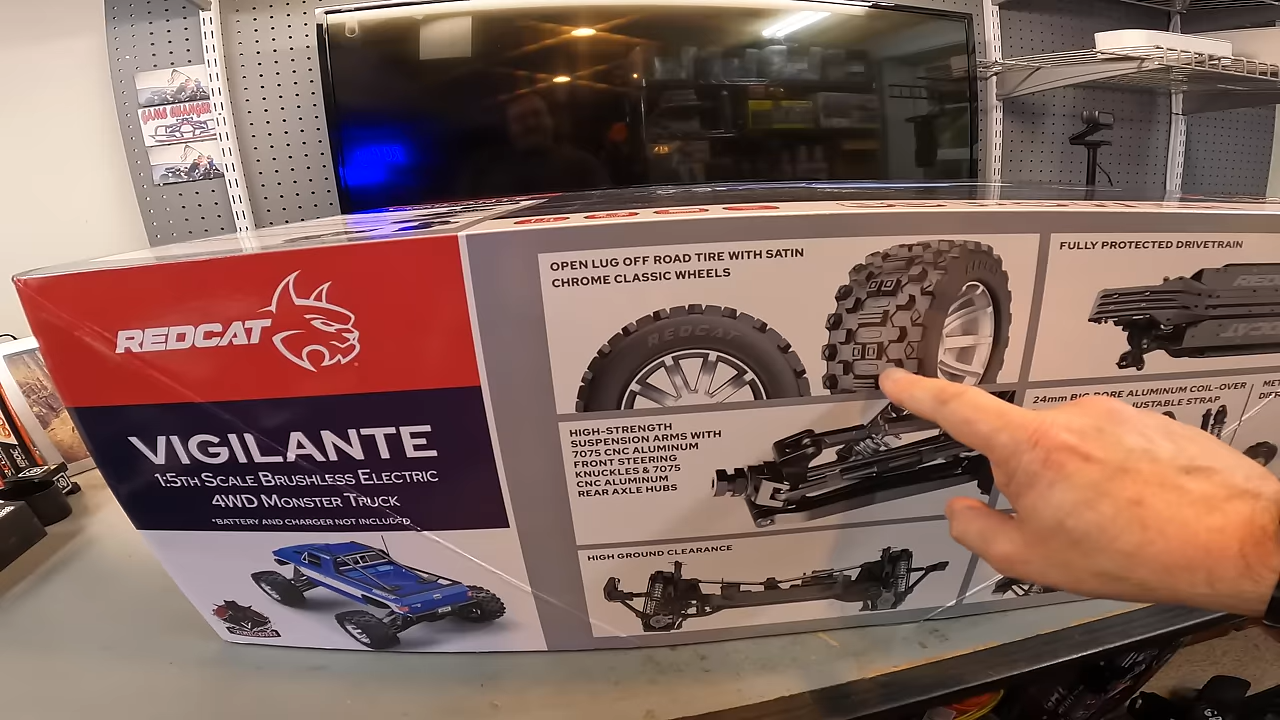 GAME CHANGER
REDCAT
VIGILANTE
1:5TH SCALE BRUSHLESS ELECTRIC
4WD MONSTER TRUCK
*BATTERY AND CHARGER NOT INCLUDED
OPEN LUG OFF ROAD TIRE WITH SATIN
CHROME CLASSIC WHEELS
REDCAT
FULLY PROTECTED DRIVETRAIN
HIGH-STRENGTH
SUSPENSION ARMS WITH
7075 CNC ALUMINUM
FRONT STEERING
KNUCKLES & 7075
CNC ALUMINUM
REAR AXLE HUBS
24mm BIG BORE ALUMINUM COIL-OVER
STRAP
HIGH GROUND CLEARANCE